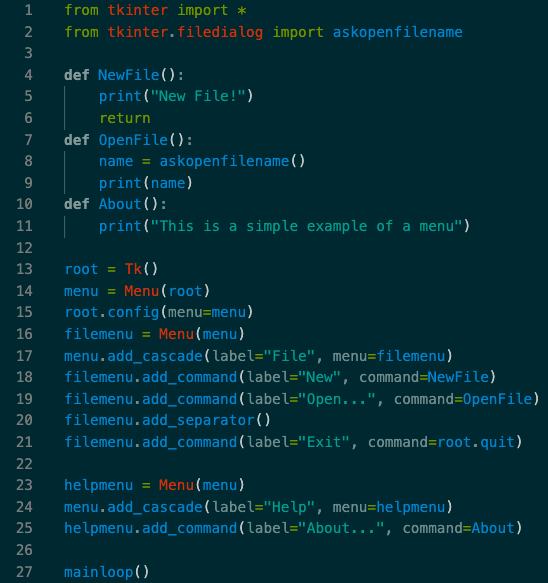 1 from tkinter import *
2 from tkinter.filedialog import askopenfilename
3
4 def NewFile():
5     print("New File!")
6     return
7 def OpenFile():
8     name = askopenfilename()
9     print(name)
10 def About():
11     print("This is a simple example of a menu")
12
13 root = Tk()
14 menu = Menu(root)
15 root.config(menu=menu)
16 filemenu = Menu(menu)
17 menu.add_cascade(label="File", menu=filemenu)
18 filemenu.add_command(label="New", command=NewFile)
19 filemenu.add_command(label="Open...", command=OpenFile)
20 filemenu.add_separator()
21 filemenu.add_command(label="Exit", command=root.quit)
22
23 helpmenu = Menu(menu)
24 menu.add_cascade(label="Help", menu=helpmenu)
25 helpmenu.add_command(label="About...", command=About)
26
27 mainloop()